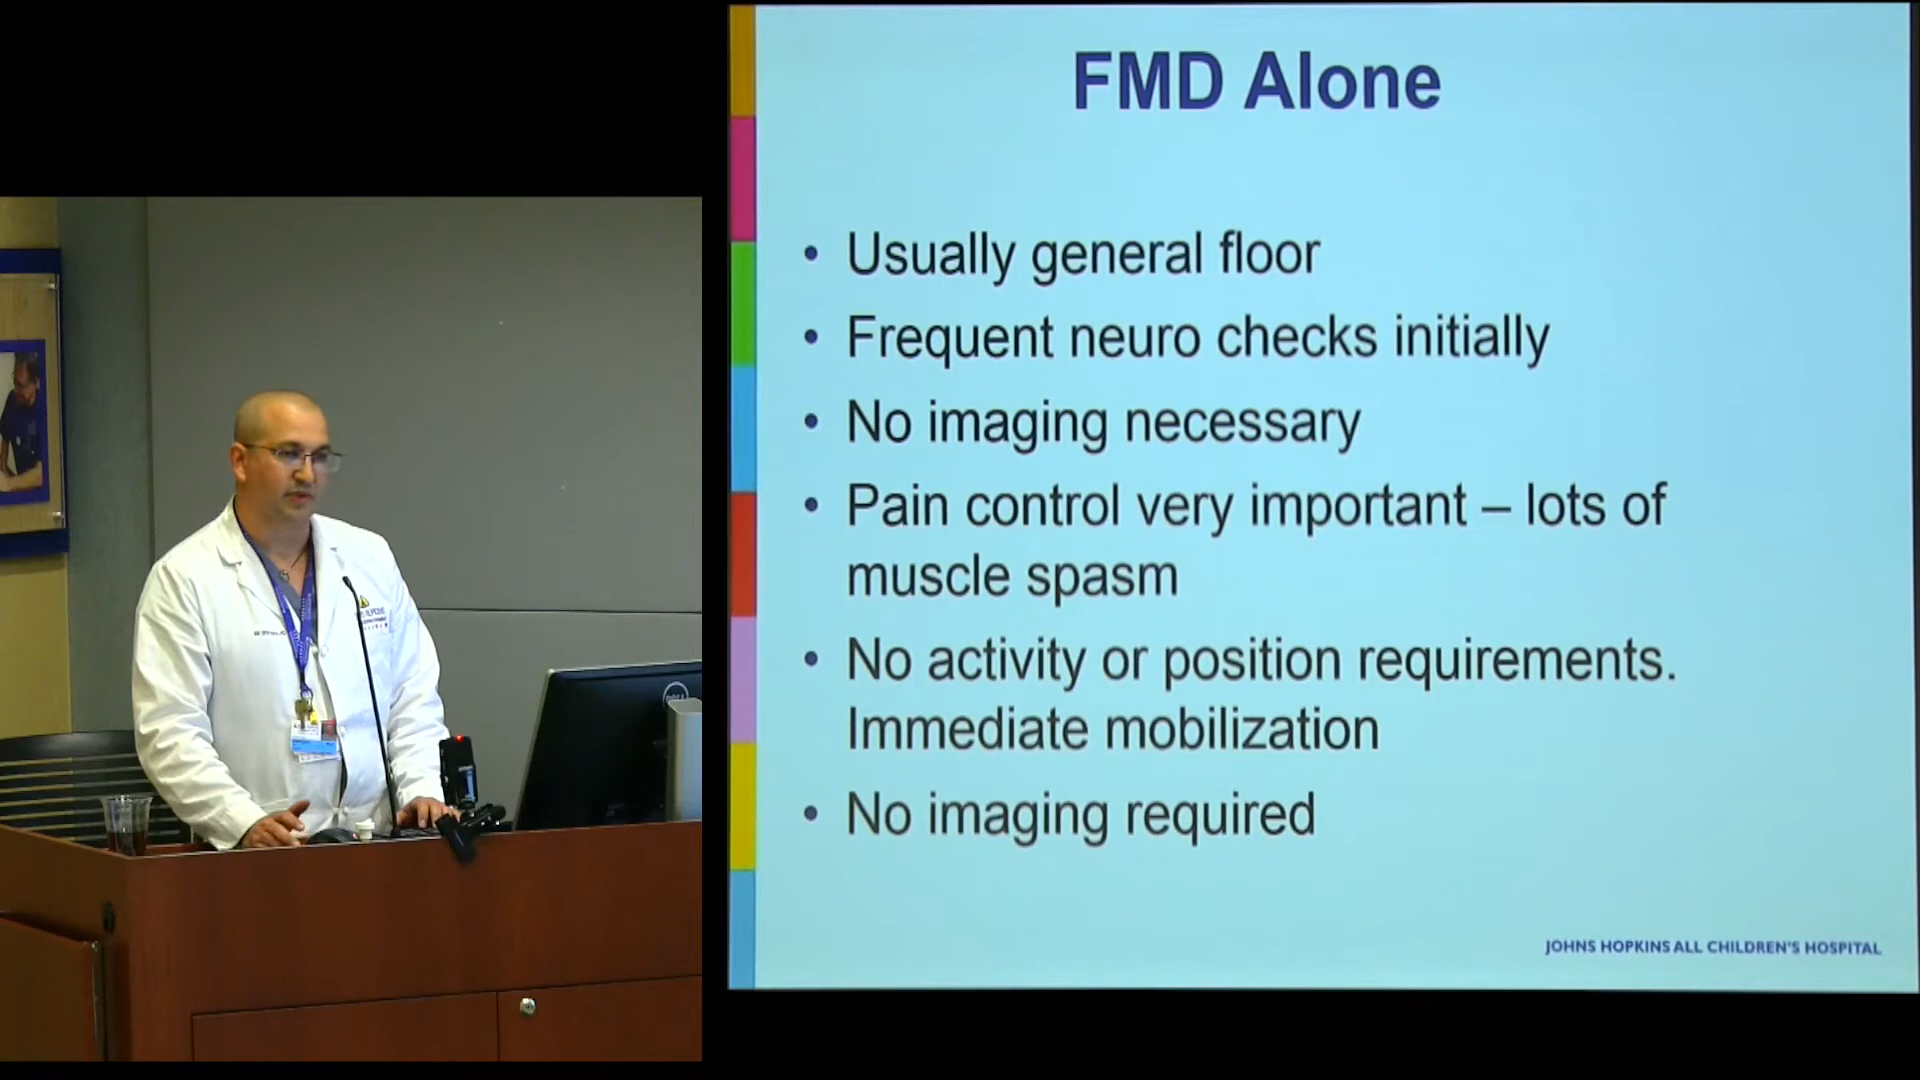 FMD Alone
• Usually general floor
• Frequent neuro checks initially
• No imaging necessary
• Pain control very important – lots of
muscle spasm
• No activity or position requirements.
Immediate mobilization
• No imaging required
JOHNS HOPKINS ALL CHILDREN'S HOSPITAL
DELL